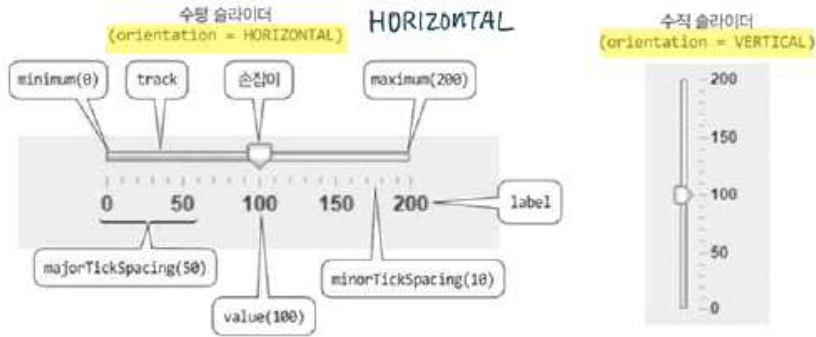 수평 슬라이더
(orientation = HORIZONTAL)
HORIZONTAL
수직 슬라이더
(orientation = VERTICAL)
minimum(0)
track
손잡이
maximum(200)
0
50
100
150
200
label
majorTickSpacing(50)
minorTickSpacing(10)
value(100)
200
150
100
50
0